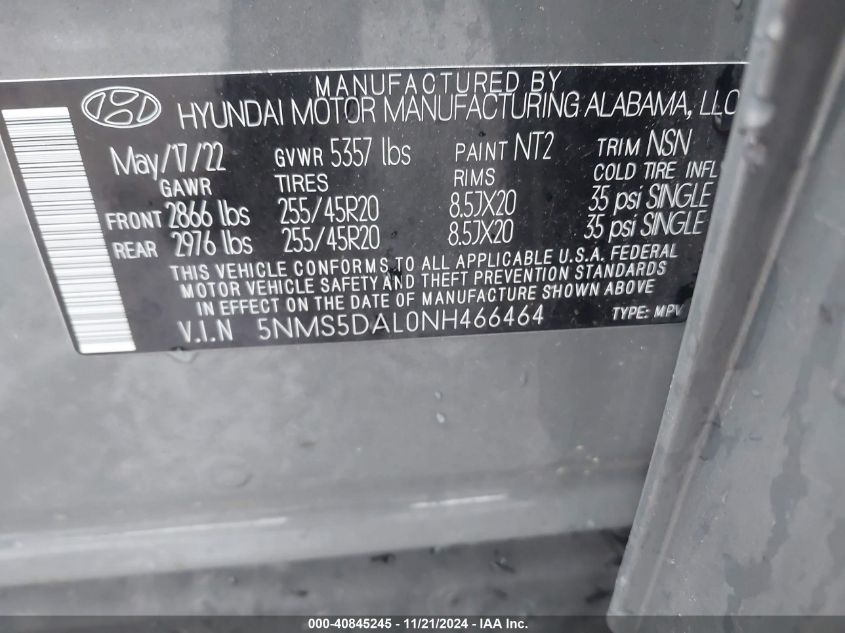 MANUFACTURED BY
HYUNDAI MOTOR MANUFACTURING ALABAMA, LLC
May/17/22 GVWR 5357 lbs PAINT NT2 TRIM NSN
GAWR TIRES RIMS COLD TIRE INFL
FRONT 2866 lbs 255/45R20 8.5JX20 35 psi SINGLE
REAR 2976 lbs 255/45R20 8.5JX20 35 psi SINGLE
THIS VEHICLE CONFORMS TO ALL APPLICABLE U.S.A. FEDERAL
MOTOR VEHICLE SAFETY AND THEFT PREVENTION STANDARDS
IN EFFECT ON THE DATE OF MANUFACTURE SHOWN ABOVE
V.I.N 5NMS5DAL0NH466464 TYPE: MPV
000-40845245 - 11/21/2024 - IAA Inc.